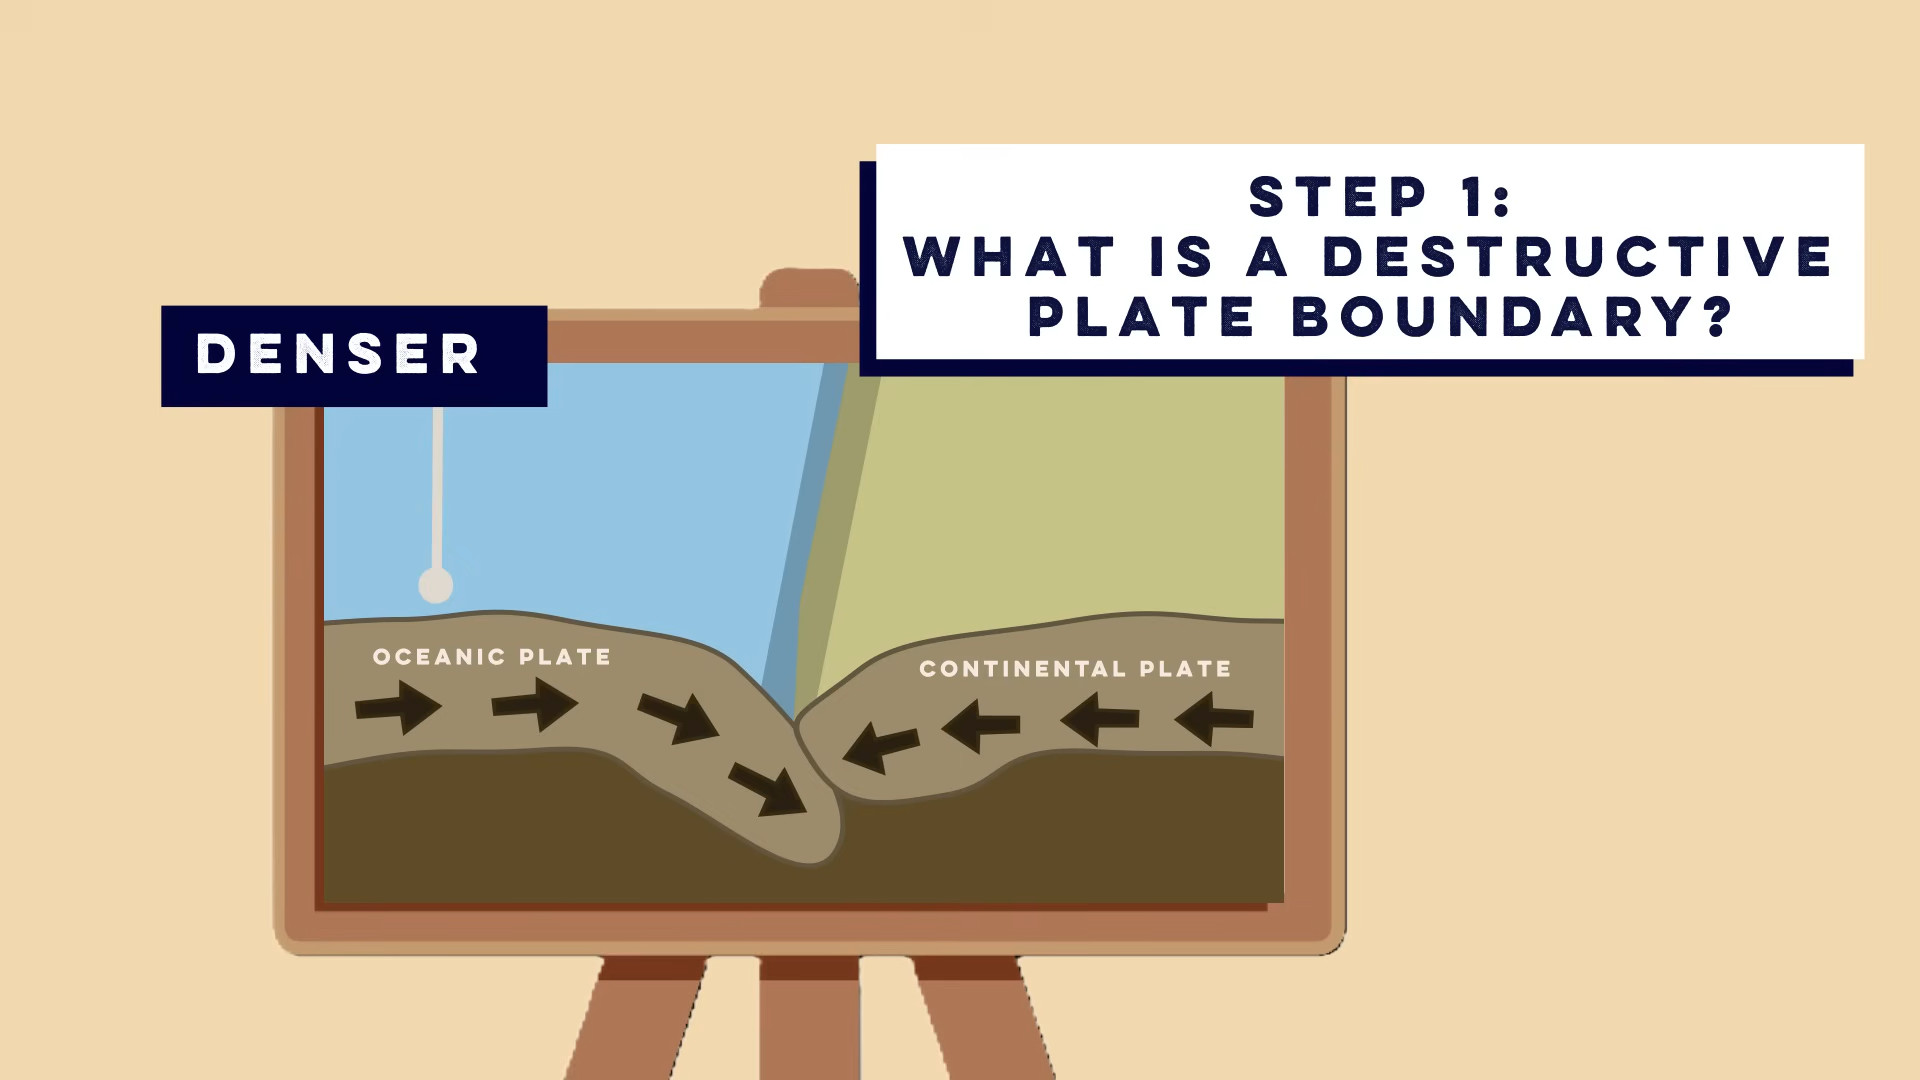 STEP 1:
WHAT IS A DESTRUCTIVE
PLATE BOUNDARY?
DENSER
OCEANIC PLATE
CONTINENTAL PLATE